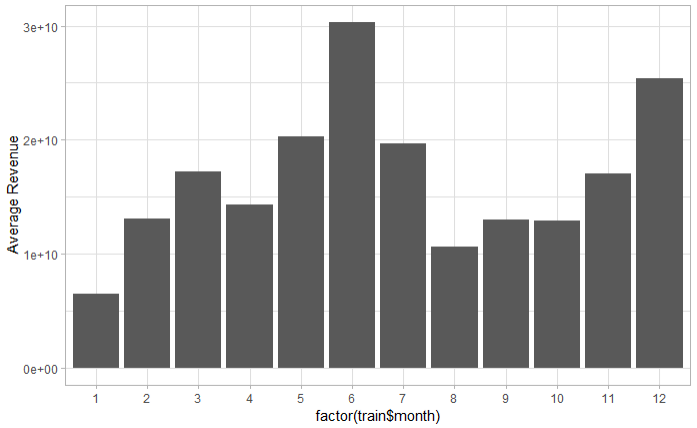 Average Revenue
3e+10
2e+10
1e+10
0e+00
1 2 3 4 5 6 7 8 9 10 11 12
factor(train$month)